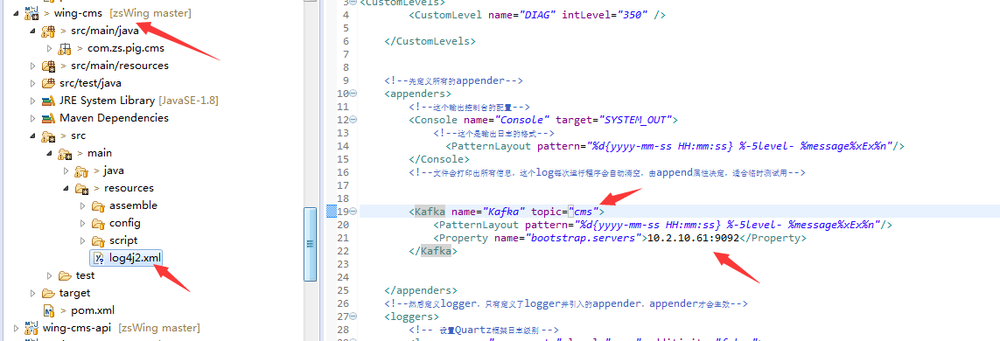 wing-cms [zsWing master]
src/main/java
com.zs.pig.cms
src/main/resources
src/test/java
JRE System Library [JavaSE-1.8]
Maven Dependencies
src
main
java
resources
assemble
config
script
log4j2.xml
test
target
pom.xml
wing-cms-api [zsWing master]
3 <CustomLevels>
4 <CustomLevel name="DIAG" intLevel="350" />
5
6 </CustomLevels>
7
8
9 <!--先定义所有的appender-->
10 <appenders>
11 <!--这个输出控制台的配置-->
12 <Console name="Console" target="SYSTEM_OUT">
13 <!--这个是输出日志的格式-->
14 <PatternLayout pattern="%d{yyyy-mm-ss HH:mm:ss} %-5level- %message%xEx%n"/>
15 </Console>
16 <!--文件会打印出所有信息，这个log每次运行程序会自动清空，由append属性决定，适合临时测试用-->
17
18
19 <Kafka name="Kafka" topic="cms">
20 <PatternLayout pattern="%d{yyyy-mm-ss HH:mm:ss} %-5level- %message%xEx%n"/>
21 <Property name="bootstrap.servers">10.2.10.61:9092</Property>
22 </Kafka>
23
24
25 </appenders>
26 <!--然后定义logger，只有定义了logger并引入的appender，appender才会生效-->
27 <loggers>
28 <!-- 设置Quartz框架日志级别 -->